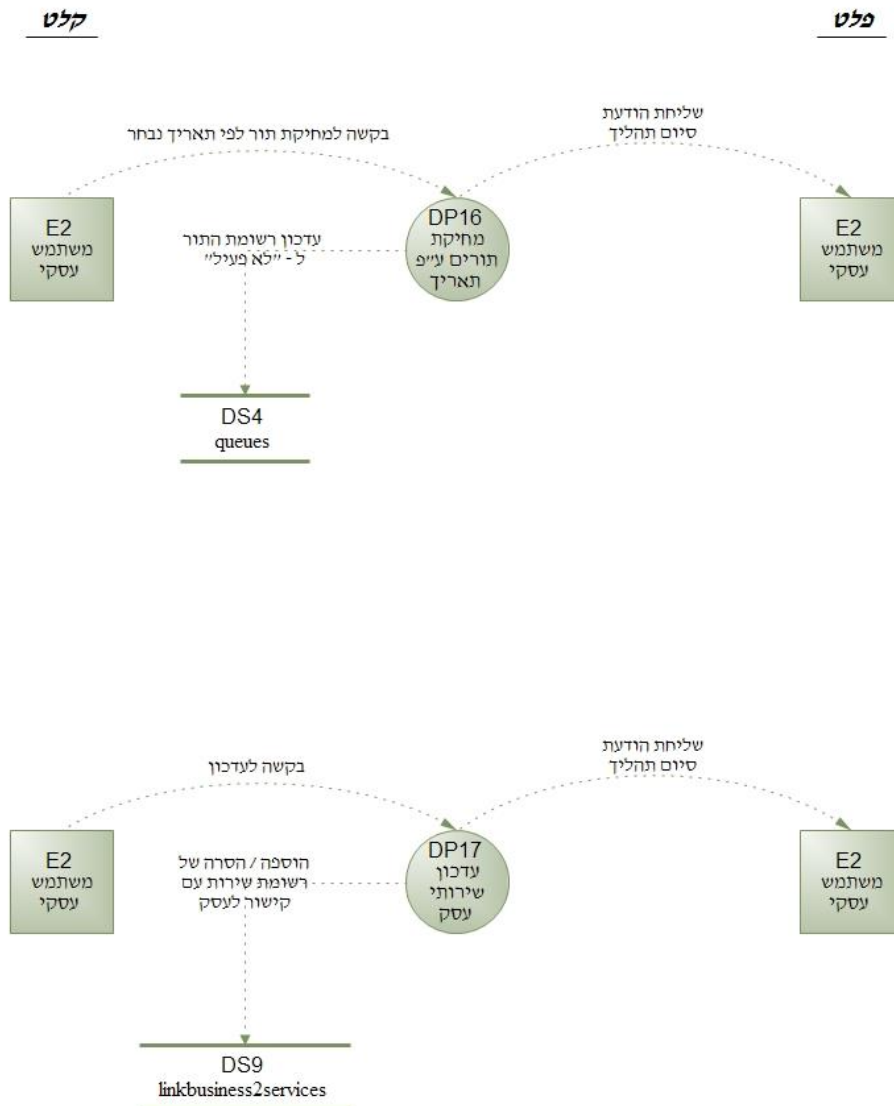 קלט
פלט
בקשה למחיקת תור לפי תאריך נבחר
שליחת הודעת
סיום תהליך
E2
משתמש
עסקי
עדכון רשומת התור
ל - "לא פעיל"
DP16
מחיקת
תורים ע״פ
תאריך
E2
משתמש
עסקי
DS4
queues
בקשה לעדכון
שליחת הודעת
סיום תהליך
E2
משתמש
עסקי
הוספה / הסרה של
רשומת שירות עם
קישור לעסק
DP17
עדכון
שירותי
עסק
E2
משתמש
עסקי
DS9
linkbusiness2services